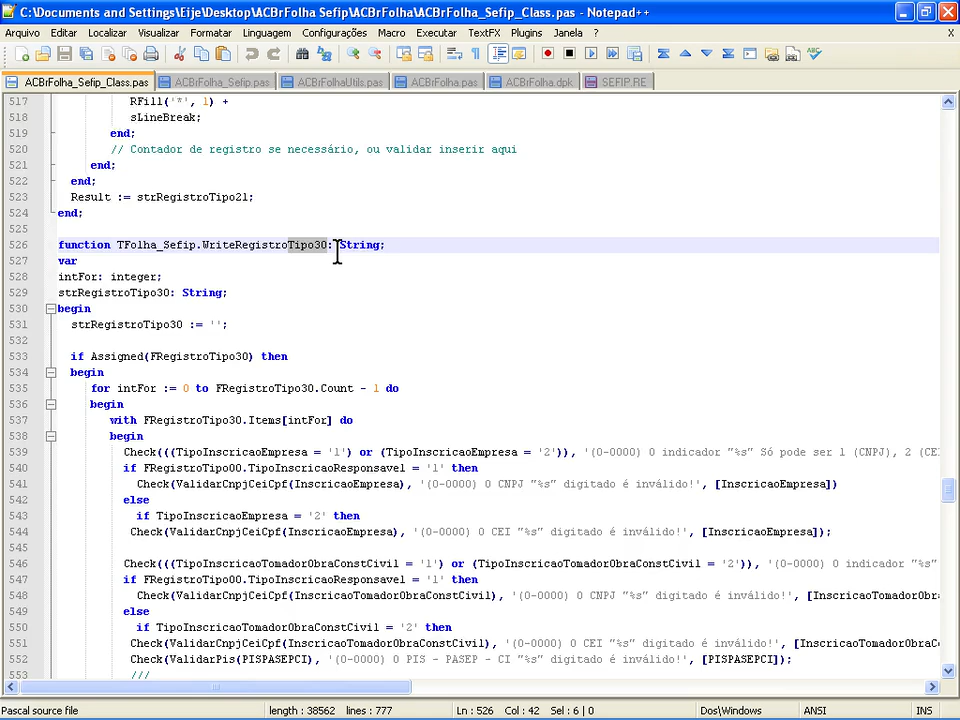 C:\Documents and Settings\Eije\Desktop\ACBrFolha Sefip\ACBrFolha\ACBrFolha_Sefip_Class.pas - Notepad++
Arquivo Editar Localizar Visualizar Formatar Linguagem Configurações Macro Executar TextFX Plugins Janela ? X
ACBrFolha_Sefip_Class.pas ACBrFolha_Sefip.pas ACBrFolhaUtils.pas ACBrFolha.pas ACBrFolha.dpk SEFIP.RE
517 RFill('*', 1) +
518 sLineBreak;
519 end;
520 // Contador de registro se necessário, ou validar inserir aqui
521 end;
522 end;
523 Result := strRegistroTipo21;
524 end;
525
526 function TFolha_Sefip.WriteRegistroTipo30: String;
527 var
528 intFor: integer;
529 strRegistroTipo30: String;
530 begin
531 strRegistroTipo30 := '';
532
533 if Assigned(FRegistroTipo30) then
534 begin
535 for intFor := 0 to FRegistroTipo30.Count - 1 do
536 begin
537 with FRegistroTipo30.Items[intFor] do
538 begin
539 Check(((TipoInscricaoEmpresa = '1') or (TipoInscricaoEmpresa = '2')), '(0-0000) O indicador "%s" Só pode ser 1 (CNPJ), 2 (CE
540 if FRegistroTipo00.TipoInscricaoResponsavel = '1' then
541 Check(ValidarCnpjCeiCpf(InscricaoEmpresa), '(0-0000) O CNPJ "%s" digitado é inválido!', [InscricaoEmpresa])
542 else
543 if TipoInscricaoEmpresa = '2' then
544 Check(ValidarCnpjCeiCpf(InscricaoEmpresa), '(0-0000) O CEI "%s" digitado é inválido!', [InscricaoEmpresa]);
545
546 Check(((TipoInscricaoTomadorObraConstCivil = '1') or (TipoInscricaoTomadorObraConstCivil = '2')), '(0-0000) O indicador "%s"
547 if FRegistroTipo00.TipoInscricaoResponsavel = '1' then
548 Check(ValidarCnpjCeiCpf(InscricaoTomadorObraConstCivil), '(0-0000) O CNPJ "%s" digitado é inválido!', [InscricaoTomadorObra
549 else
550 if TipoInscricaoTomadorObraConstCivil = '2' then
551 Check(ValidarCnpjCeiCpf(InscricaoTomadorObraConstCivil), '(0-0000) O CEI "%s" digitado é inválido!', [InscricaoTomadorObraC
552 Check(ValidarPis(PISPASEPCI), '(0-0000) O PIS - PASEP - CI "%s" digitado é inválido!', [PISPASEPCI]);
553 ///
Pascal source file length : 38562 lines : 777 Ln : 526 Col : 42 Sel : 6 | 0 Dos\Windows ANSI INS